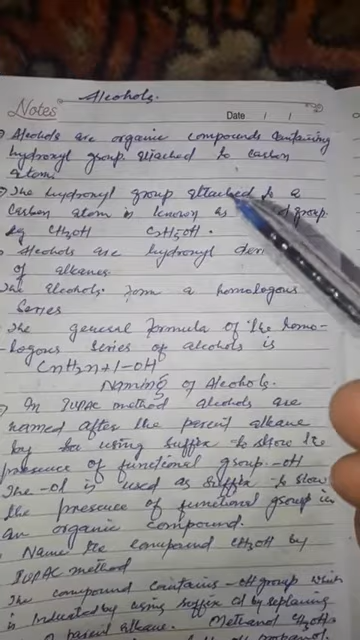 Alcohols.
Notes
Date / /
Alcohols are organic compounds containing
hydroxyl group attached to carbon
atoms
The hydroxyl group attached to a
Carbon atom is known as group
eg CH3OH C2H5OH.
Alcohols are hydroxyl
of alkanes
The alcohols form a homologous
Series
The general formula of the homo-
logous series of alcohols is
CnH2n+1-OH
Naming of Alcohols.
In IUPAC method alcohols are
named after the parent alkane
by using suffix to show the
presence of functional group. -OH
The -ol is used as suffix to show
the presence of functional group in
an organic compound.
Name the compound CH3OH by
IUPAC method
The compound contains -OH group which
is indicated by using suffix ol by replacing
parent alkane. Methanol CH3OH